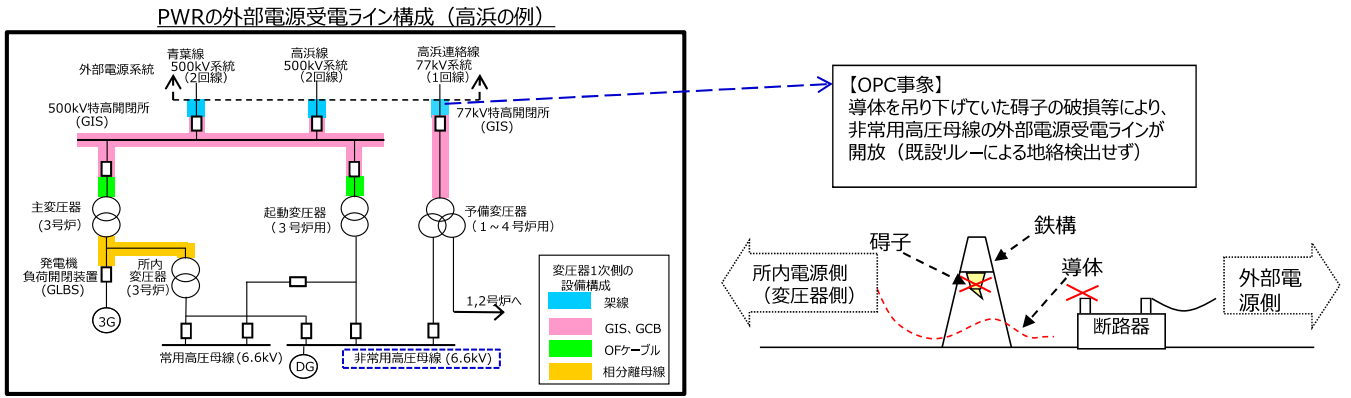 PWRの外部電源受電ライン構成（高浜の例）
外部電源系統
青葉線
500kV系統
（2回線）
高浜線
500kV系統
（2回線）
高浜連絡線
77kV系統
（1回線）
500kV特高開閉所
（GIS）
77kV特高開閉所
（GIS）
主変圧器
（3号炉）
起動変圧器
（３号炉用）
予備変圧器
（１～４号炉用）
発電機
負荷開閉装置
（GLBS）
所内
変圧器
（3号炉）
3G
DG
1,2号炉へ
常用高圧母線（6.6kV）
非常用高圧母線（6.6kV）
変圧器1次側の
設備構成
架線
GIS、GCB
OFケーブル
相分離母線
【OPC事象】
導体を吊り下げていた碍子の破損等により、
非常用高圧母線の外部電源受電ラインが
開放（既設リレーによる地絡検出せず）
所内電源側
（変圧器側）
碍子
鉄構
導体
断路器
外部電
源側